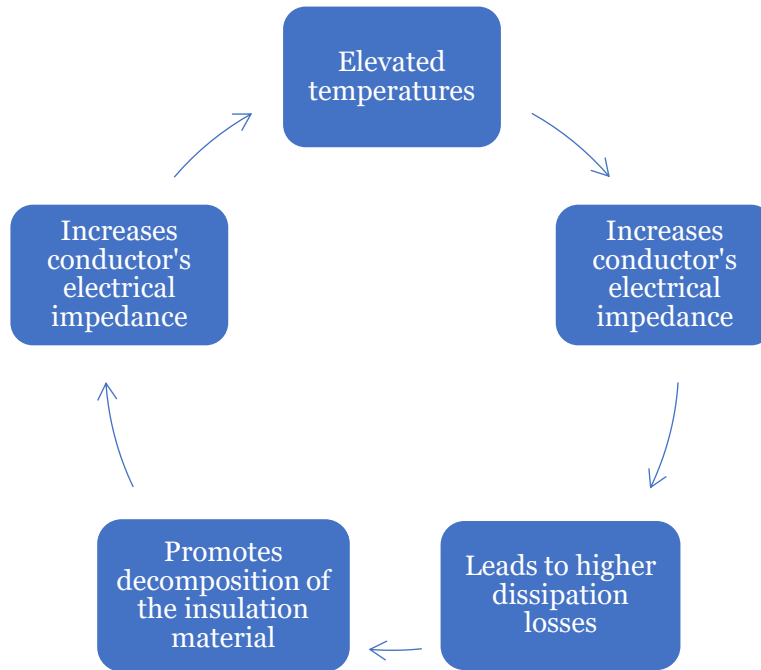 Elevated
temperatures
Increases
conductor's
electrical
impedance
Leads to higher
dissipation
losses
Promotes
decomposition of
the insulation
material
Increases
conductor's
electrical
impedance